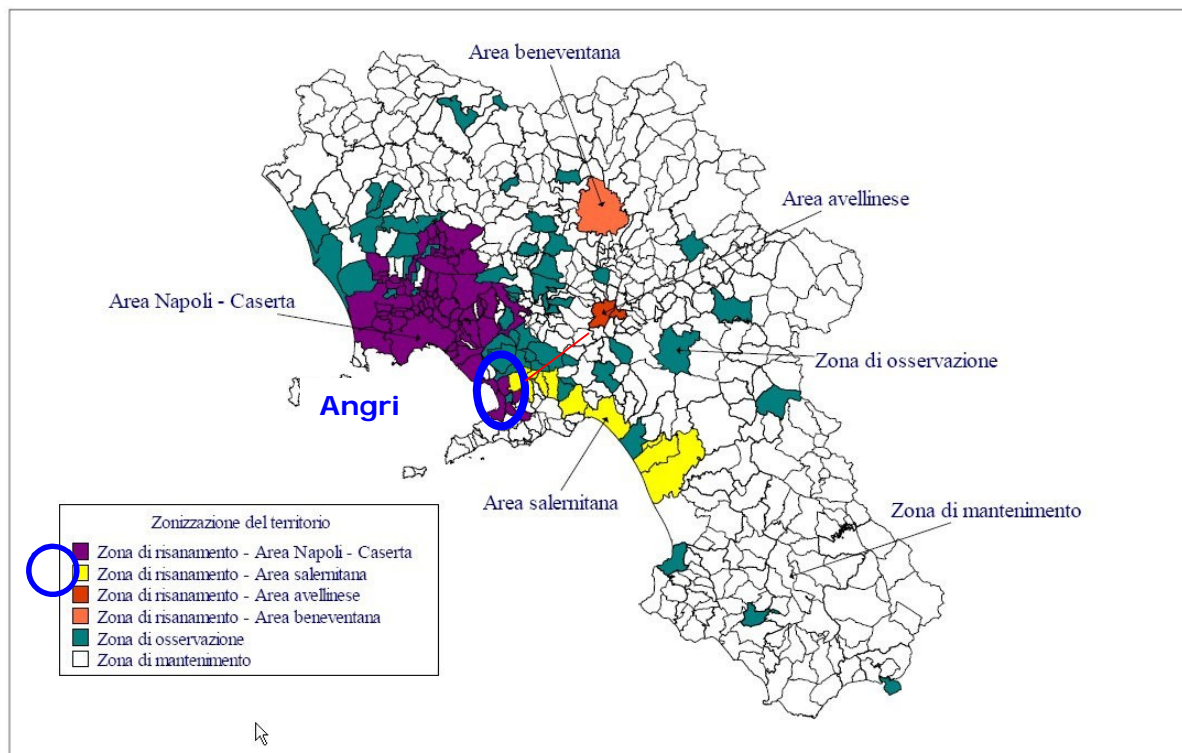 Area beneventana
Area avellinese
Area Napoli - Caserta
Zona di osservazione
Angri
Area salernitana
Zona di mantenimento
Zonizzazione del territorio
Zona di risanamento - Area Napoli - Caserta
Zona di risanamento - Area salernitana
Zona di risanamento - Area avellinese
Zona di risanamento - Area beneventana
Zona di osservazione
Zona di mantenimento